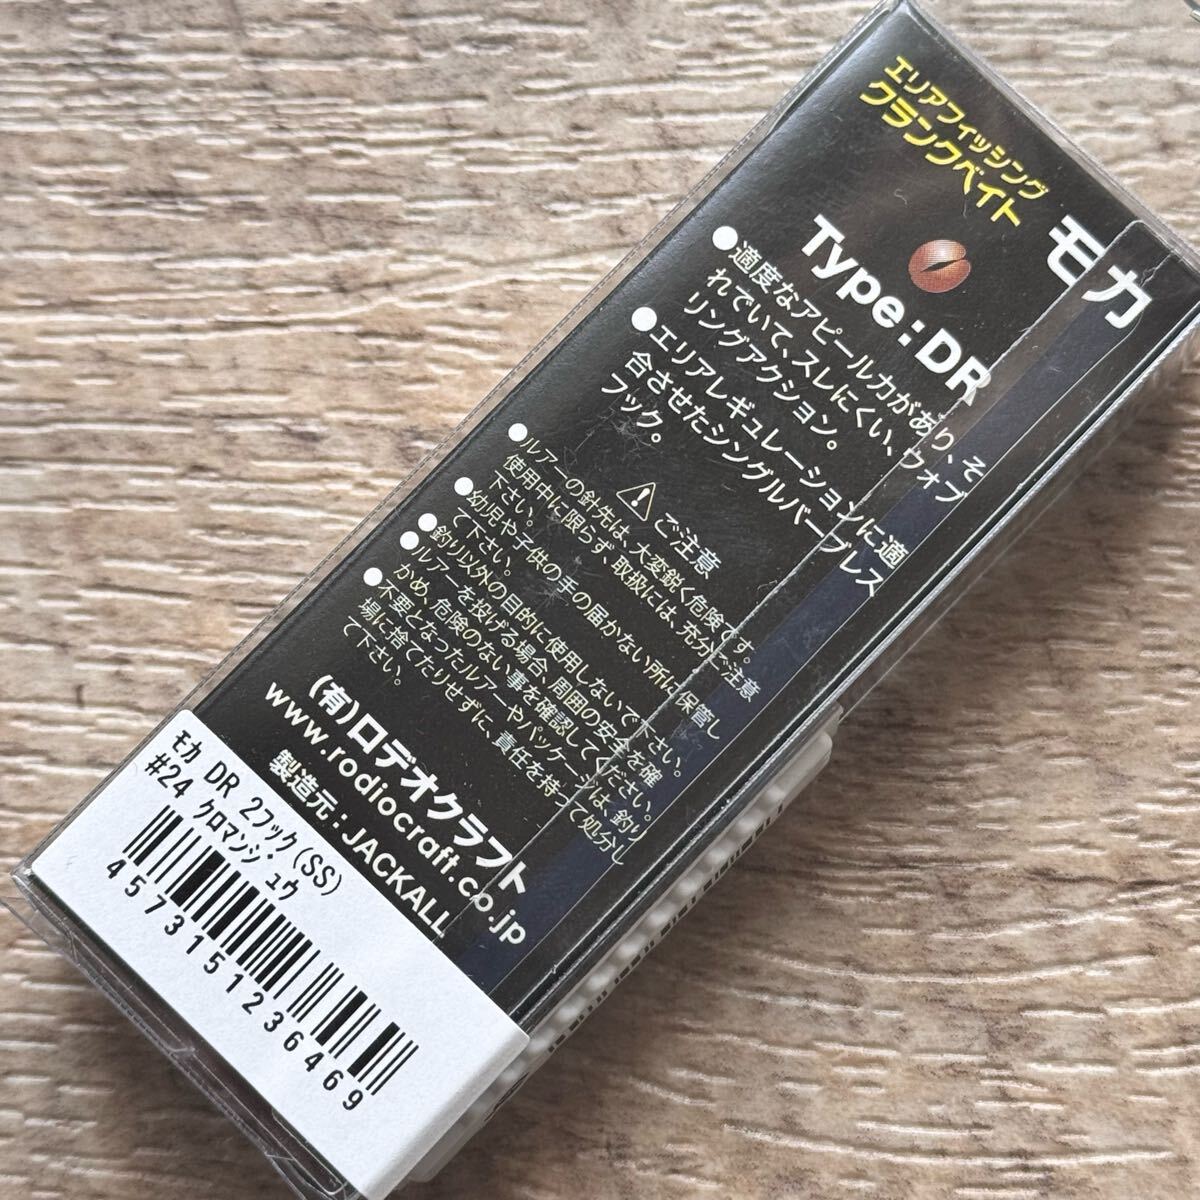 エリアフィッシング
クランクベイト
モカ
Type:DR
●適度なアピール力があり、そ
れでいて、スレにくい、ウォブ
リングアクション。
●エリアレギュレーションに適
合させたシングルバーブレス
フック。
ご注意
●ルアーの針先は、大変鋭く危険です。
使用中に限らず、取扱には、充分ご注意
下さい。
●幼児や子供の手の届かない所に保管し
て下さい。
●釣り以外の目的に使用しないで下さい。
●ルアーを投げる場合、周囲の安全を確
かめ、危険のない事を確認してください。
●不要となったルアーやパッケージは、釣り
場に捨てたりせずに、責任を持って処分し
て下さい。
(有)ロデオクラフト
www.rodiocraft.co.jp
製造元:JACKALL
モカ DR 2フック(SS)
#24 クロマンジュウ
4573151236469